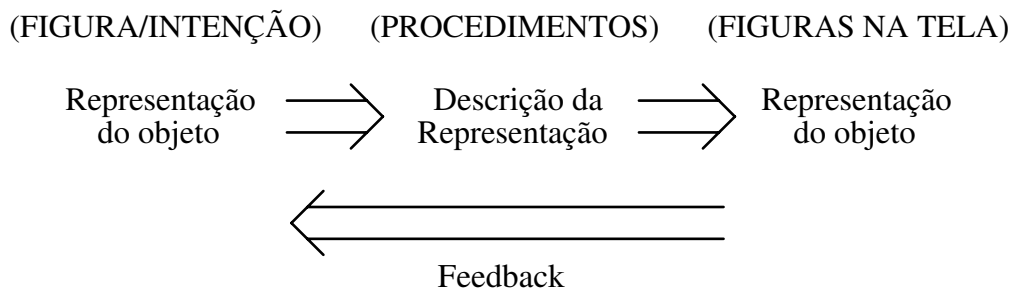 (FIGURA/INTENÇÃO) (PROCEDIMENTOS) (FIGURAS NA TELA)
Representação
do objeto
Descrição da
Representação
Representação
do objeto
Feedback